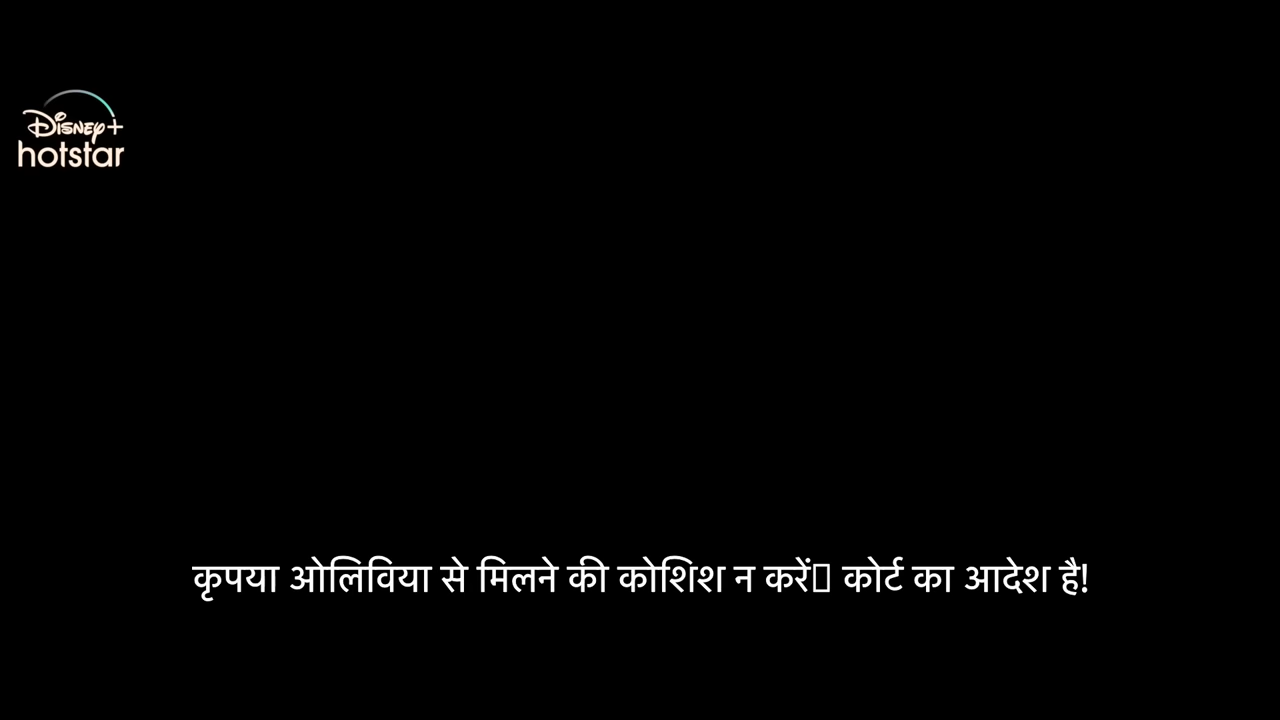 Disney+
hotstar
कृपया ओलिविया से मिलने की कोशिश न करें▯ कोर्ट का आदेश है!